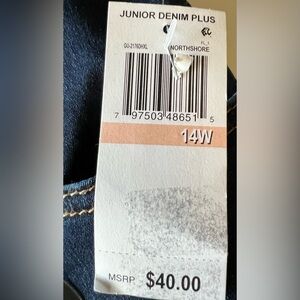 JUNIOR DENIM PLUS
NORTHSHORE
7 97503 48651 5
14W
MSRP $40.00